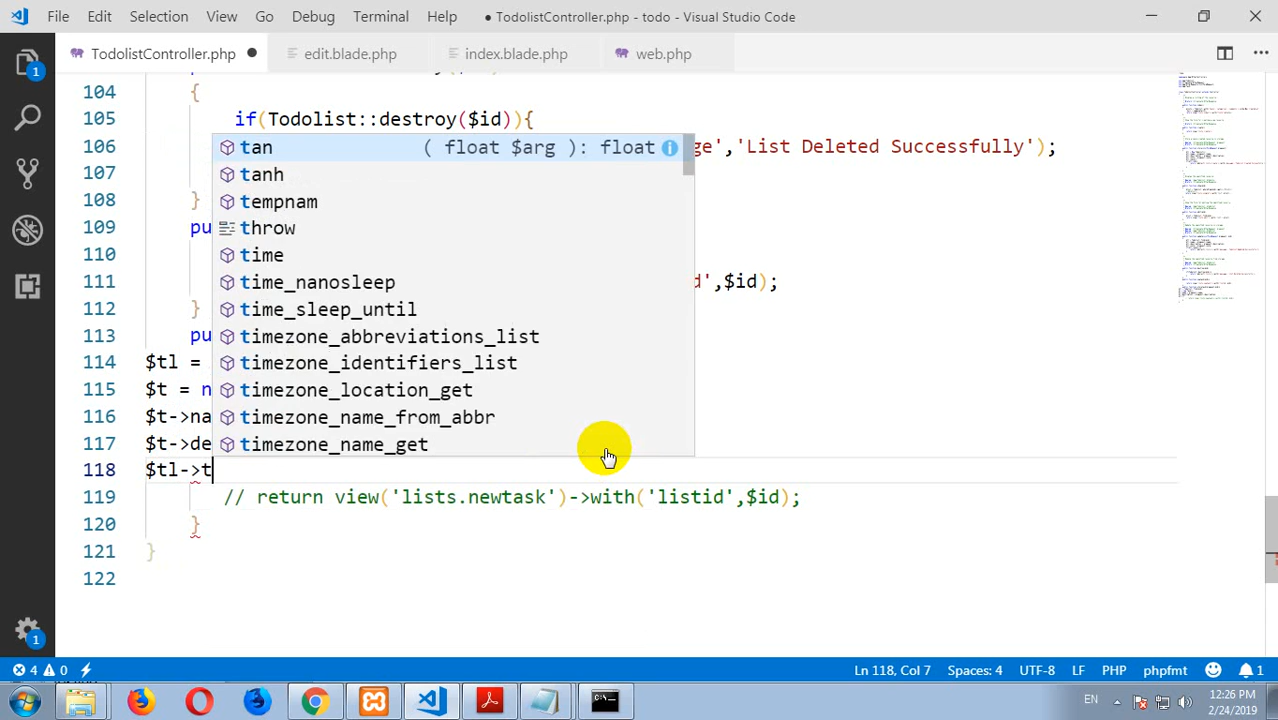 File Edit Selection View Go Debug Terminal Help ● TodolistController.php - todo - Visual Studio Code
TodolistController.php ● edit.blade.php index.blade.php web.php
1
104 {
105 if(Todolist::destroy($id)){
106 ge','List Deleted Successfully');
107
108 }
109 pu
110
111 d',$id);
112 }
113 pu
114 $tl =
115 $t = n
116 $t->na
117 $t->de
118 $tl->t
119 // return view('lists.newtask')->with('listid',$id);
120 }
121 }
122
tan ( float $arg ): float
tanh
tempnam
throw
time
time_nanosleep
time_sleep_until
timezone_abbreviations_list
timezone_identifiers_list
timezone_location_get
timezone_name_from_abbr
timezone_name_get
1
4 0 Ln 118, Col 7 Spaces: 4 UTF-8 LF PHP phpfmt 1
EN 12:26 PM
2/24/2019